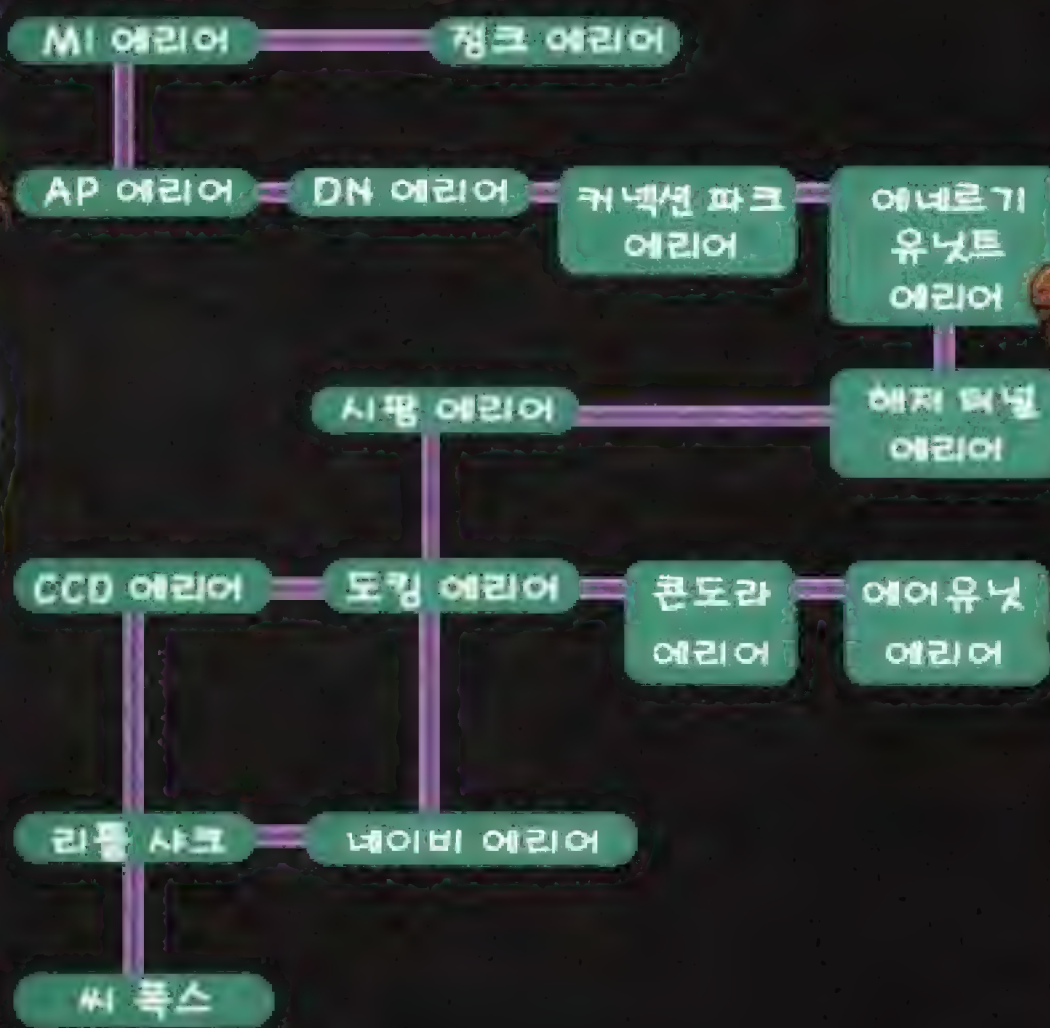 MI 에리어
정크 에리어
AP 에리어
DN 에리어
커넥션 파크
에리어
에네르기
유닛트
에리어
시팜 에리어
해저 터널
에리어
CCD 에리어
도킹 에리어
콘도라
에리어
에어유닛
에리어
리틀 샤크
네이비 에리어
씨 폭스